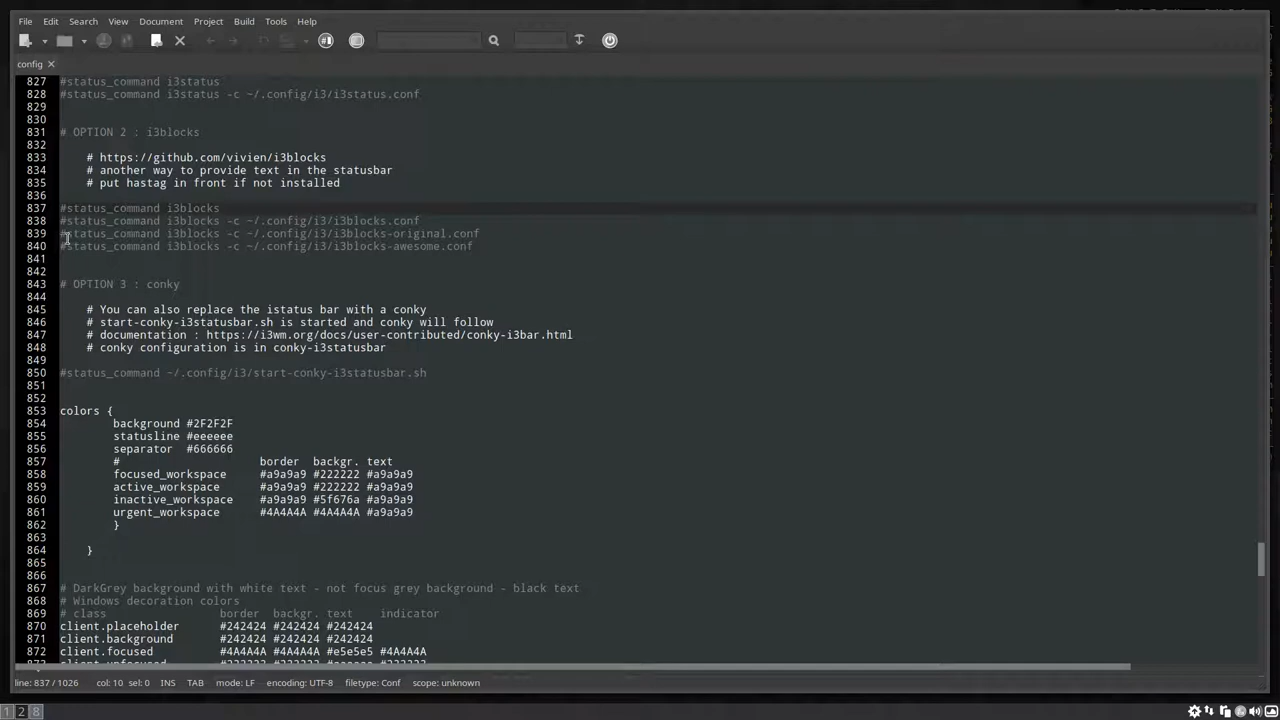 File Edit Search View Document Project Build Tools Help
config
827 #status_command i3status
828 #status_command i3status -c ~/.config/i3/i3status.conf
829
830
831 # OPTION 2 : i3blocks
832
833 # https://github.com/vivien/i3blocks
834 # another way to provide text in the statusbar
835 # put hastag in front if not installed
836
837 #status_command i3blocks
838 #status_command i3blocks -c ~/.config/i3/i3blocks.conf
839 #status_command i3blocks -c ~/.config/i3/i3blocks-original.conf
840 #status_command i3blocks -c ~/.config/i3/i3blocks-awesome.conf
841
842
843 # OPTION 3 : conky
844
845 # You can also replace the istatus bar with a conky
846 # start-conky-i3statusbar.sh is started and conky will follow
847 # documentation : https://i3wm.org/docs/user-contributed/conky-i3bar.html
848 # conky configuration is in conky-i3statusbar
849
850 #status_command ~/.config/i3/start-conky-i3statusbar.sh
851
852
853 colors {
854 background #2F2F2F
855 statusline #eeeeee
856 separator #666666
857 # border backgr. text
858 focused_workspace #a9a9a9 #222222 #a9a9a9
859 active_workspace #a9a9a9 #222222 #a9a9a9
860 inactive_workspace #a9a9a9 #5f676a #a9a9a9
861 urgent_workspace #4A4A4A #4A4A4A #a9a9a9
862 }
863
864 }
865
866
867 # DarkGrey background with white text - not focus grey background - black text
868 # Windows decoration colors
869 # class border backgr. text indicator
870 client.placeholder #242424 #242424 #242424
871 client.background #242424 #242424 #242424
872 client.focused #4A4A4A #4A4A4A #e5e5e5 #4A4A4A
line: 837 / 1026 col: 10 sel: 0 INS TAB mode: LF encoding: UTF-8 filetype: Conf scope: unknown
1 2 8